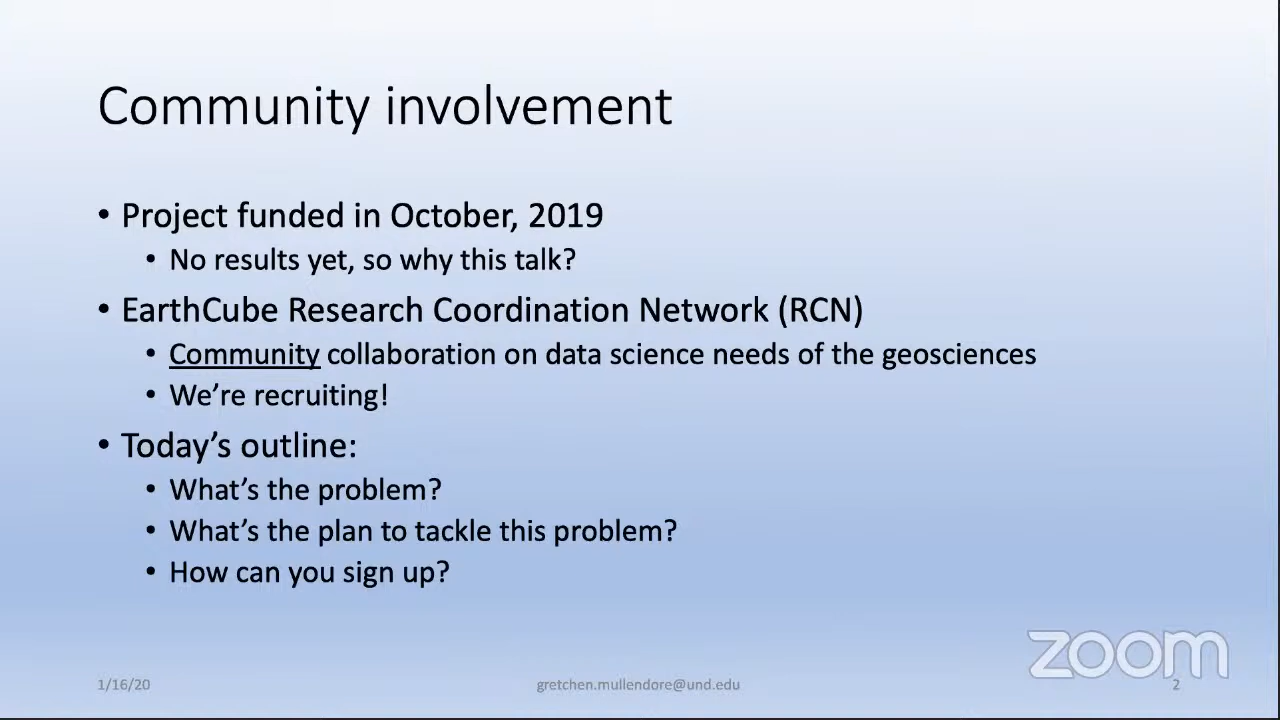 Community involvement
• Project funded in October, 2019
• No results yet, so why this talk?
• EarthCube Research Coordination Network (RCN)
• Community collaboration on data science needs of the geosciences
• We’re recruiting!
• Today’s outline:
• What’s the problem?
• What’s the plan to tackle this problem?
• How can you sign up?
zoom
1/16/20
gretchen.mullendore@und.edu
2